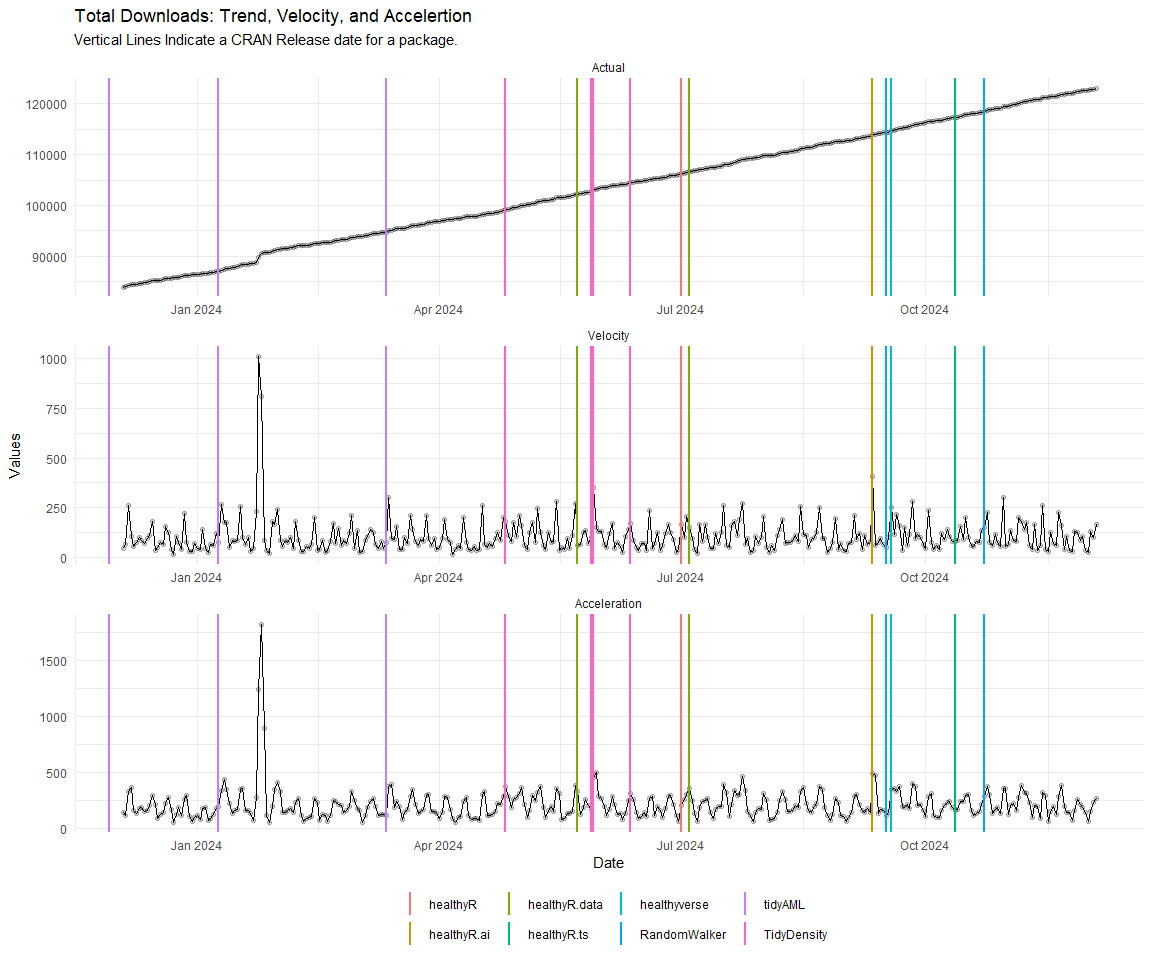 Total Downloads: Trend, Velocity, and Accelertion
Vertical Lines Indicate a CRAN Release date for a package.
Actual
120000
110000
100000
90000
Jan 2024 Apr 2024 Jul 2024 Oct 2024
Velocity
1000
750
500
250
0
Jan 2024 Apr 2024 Jul 2024 Oct 2024
Values
Acceleration
1500
1000
500
0
Jan 2024 Apr 2024 Jul 2024 Oct 2024
Date
healthyR healthyR.data healthyverse tidyAML
healthyR.ai healthyR.ts RandomWalker TidyDensity